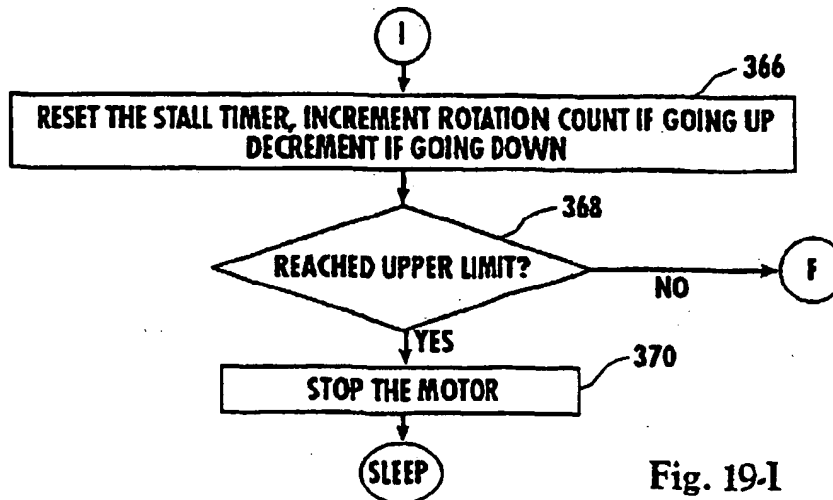 I
366
RESET THE STALL TIMER, INCREMENT ROTATION COUNT IF GOING UP
DECREMENT IF GOING DOWN
368
REACHED UPPER LIMIT?
NO
F
YES
370
STOP THE MOTOR
SLEEP
Fig. 19-I